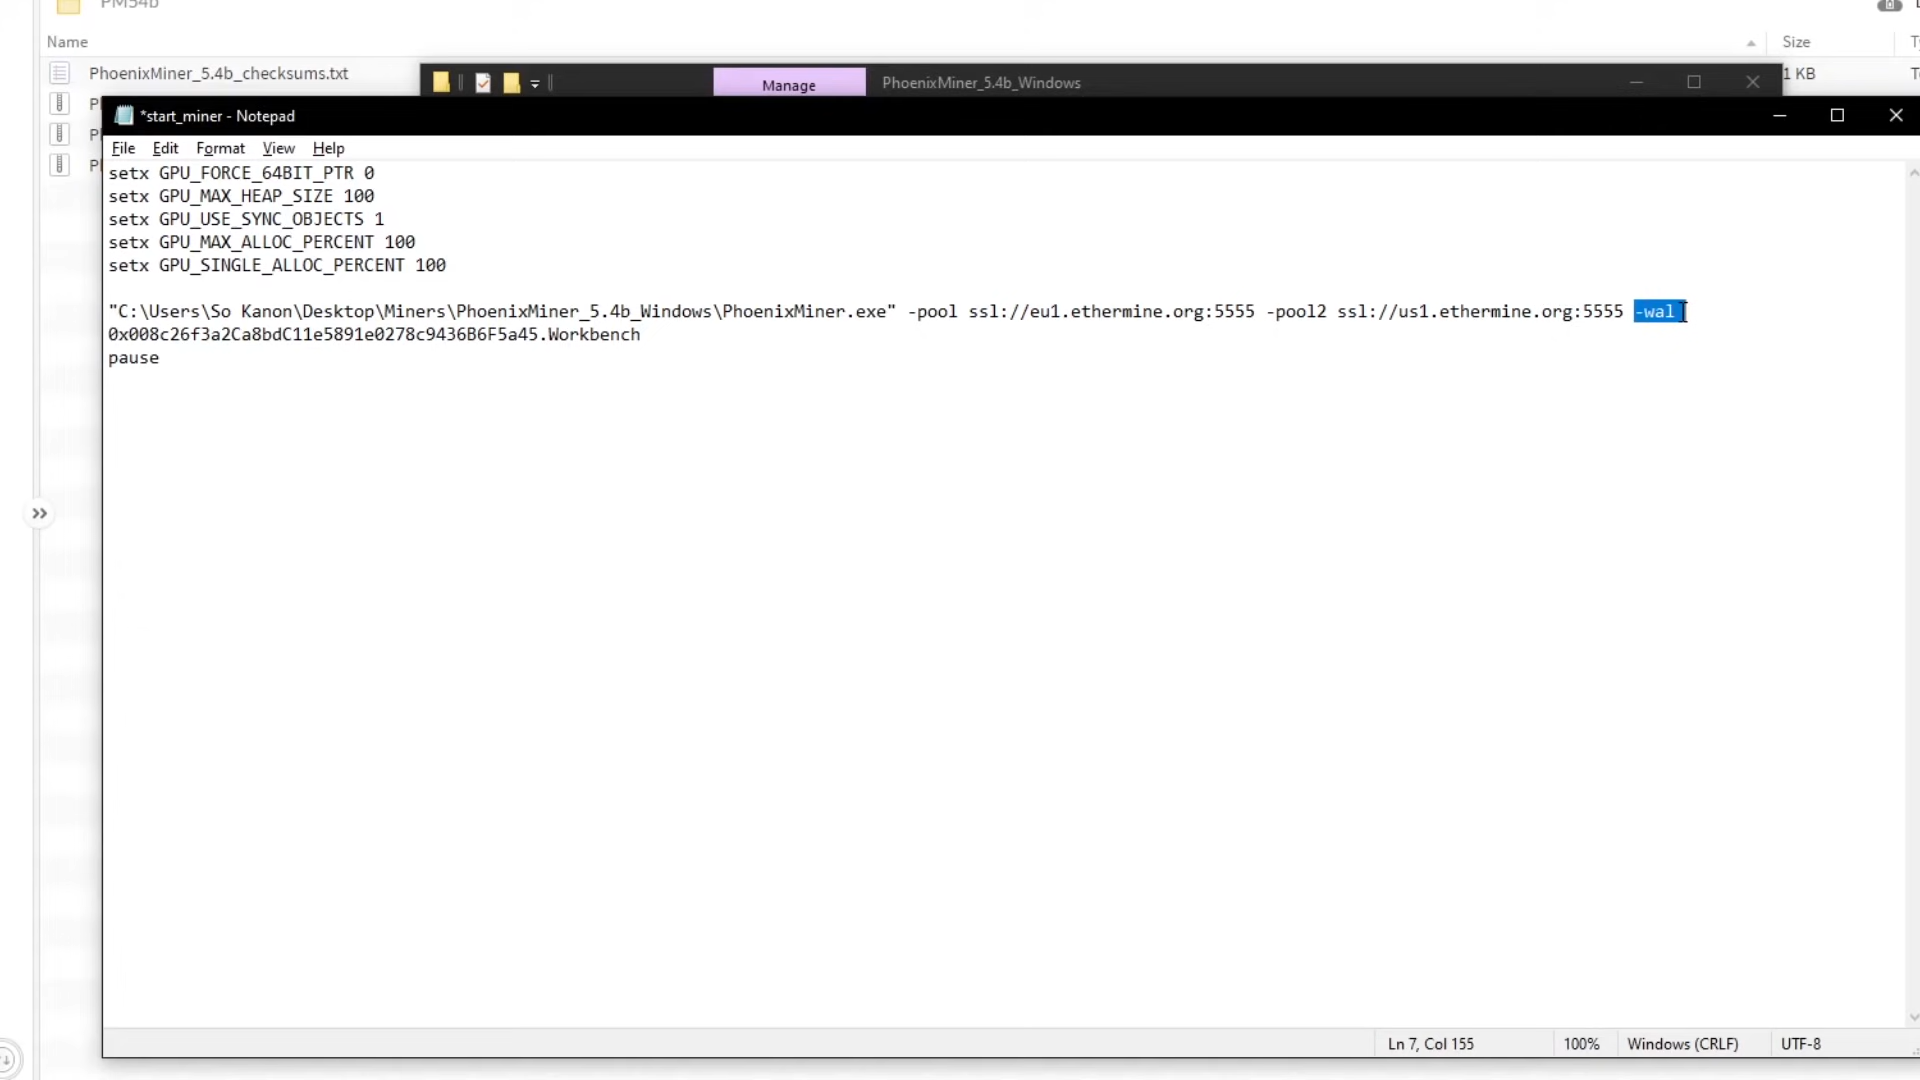 PM54b
Name
Size
PhoenixMiner_5.4b_checksums.txt
1 KB
Manage
PhoenixMiner_5.4b_Windows
*start_miner - Notepad
File Edit Format View Help
setx GPU_FORCE_64BIT_PTR 0
setx GPU_MAX_HEAP_SIZE 100
setx GPU_USE_SYNC_OBJECTS 1
setx GPU_MAX_ALLOC_PERCENT 100
setx GPU_SINGLE_ALLOC_PERCENT 100
"C:\Users\So Kanon\Desktop\Miners\PhoenixMiner_5.4b_Windows\PhoenixMiner.exe" -pool ssl://eu1.ethermine.org:5555 -pool2 ssl://us1.ethermine.org:5555 -wal
0x008c26f3a2Ca8bdC11e5891e0278c9436B6F5a45.Workbench
pause
Ln 7, Col 155
100%
Windows (CRLF)
UTF-8